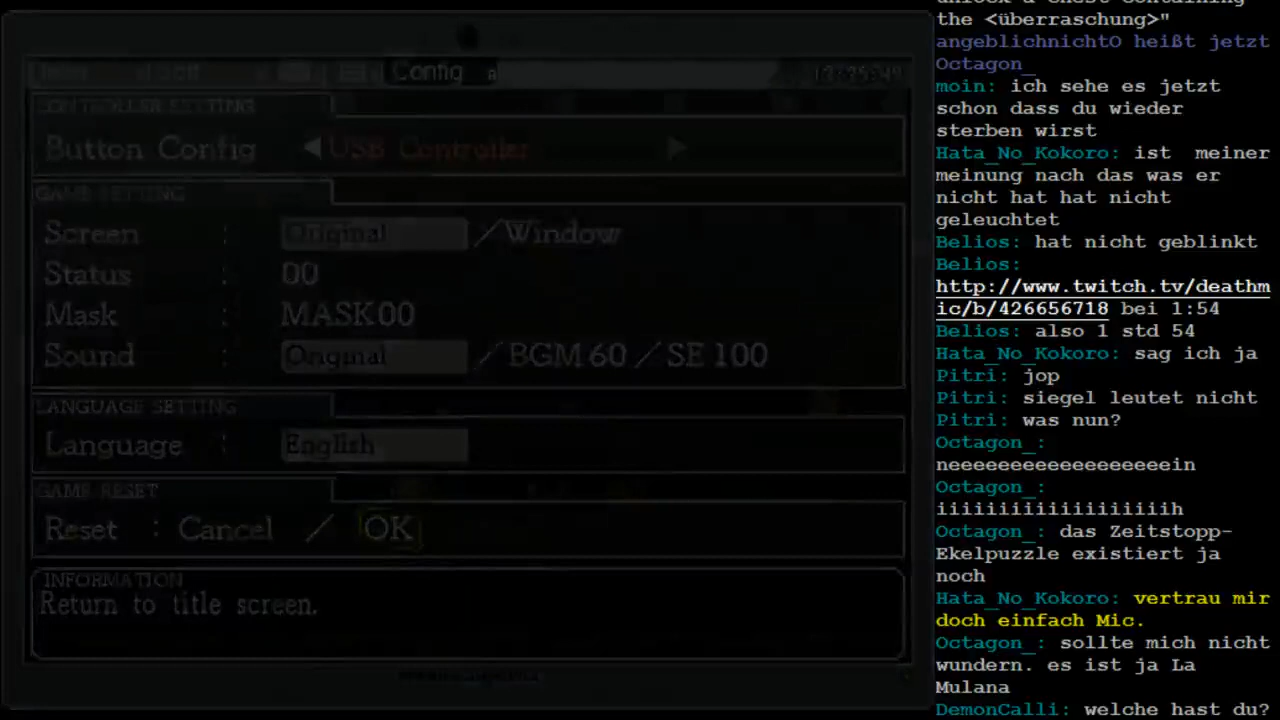 Config
CONTROLLER SETTING
Button Config ◀ USB Controller ▶
GAME SETTING
Screen : Original /Window
Status : 00
Mask : MASK00
Sound : Original / BGM 60 / SE 100
LANGUAGE SETTING
Language : English
GAME RESET
Reset : Cancel / OK
INFORMATION
Return to title screen.
the <überraschung>"
angeblichnichtO heißt jetzt
Octagon_
moin: ich sehe es jetzt
schon dass du wieder
sterben wirst
Hata_No_Kokoro: ist meiner
meinung nach das was er
nicht hat hat nicht
geleuchtet
Belios: hat nicht geblinkt
Belios:
http://www.twitch.tv/deathm
ic/b/426656718 bei 1:54
Belios: also 1 std 54
Hata_No_Kokoro: sag ich ja
Pitri: jop
Pitri: siegel leutet nicht
Pitri: was nun?
Octagon_:
neeeeeeeeeeeeeeeeeein
Octagon_:
iiiiiiiiiiiiiiiiiiih
Octagon_: das Zeitstopp-
Ekelpuzzle existiert ja
noch
Hata_No_Kokoro: vertrau mir
doch einfach Mic.
Octagon_: sollte mich nicht
wundern. es ist ja La
Mulana
DemonCalli: welche hast du?